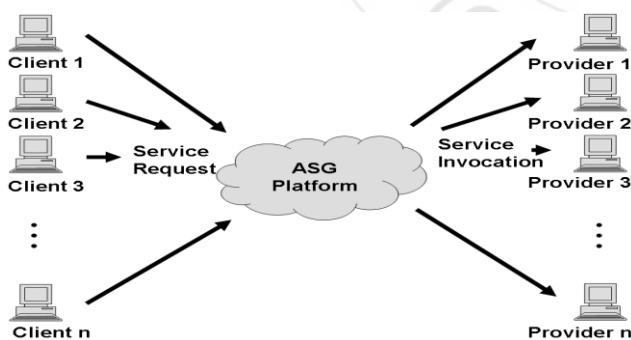 Client 1
Client 2
Client 3
Client n
Service
Request
ASG
Platform
Service
Invocation
Provider 1
Provider 2
Provider 3
Provider n